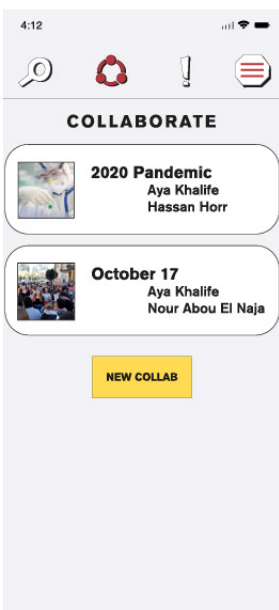 4:12
COLLABORATE
2020 Pandemic
Aya Khalife
Hassan Horr
October 17
Aya Khalife
Nour Abou El Naja
NEW COLLAB